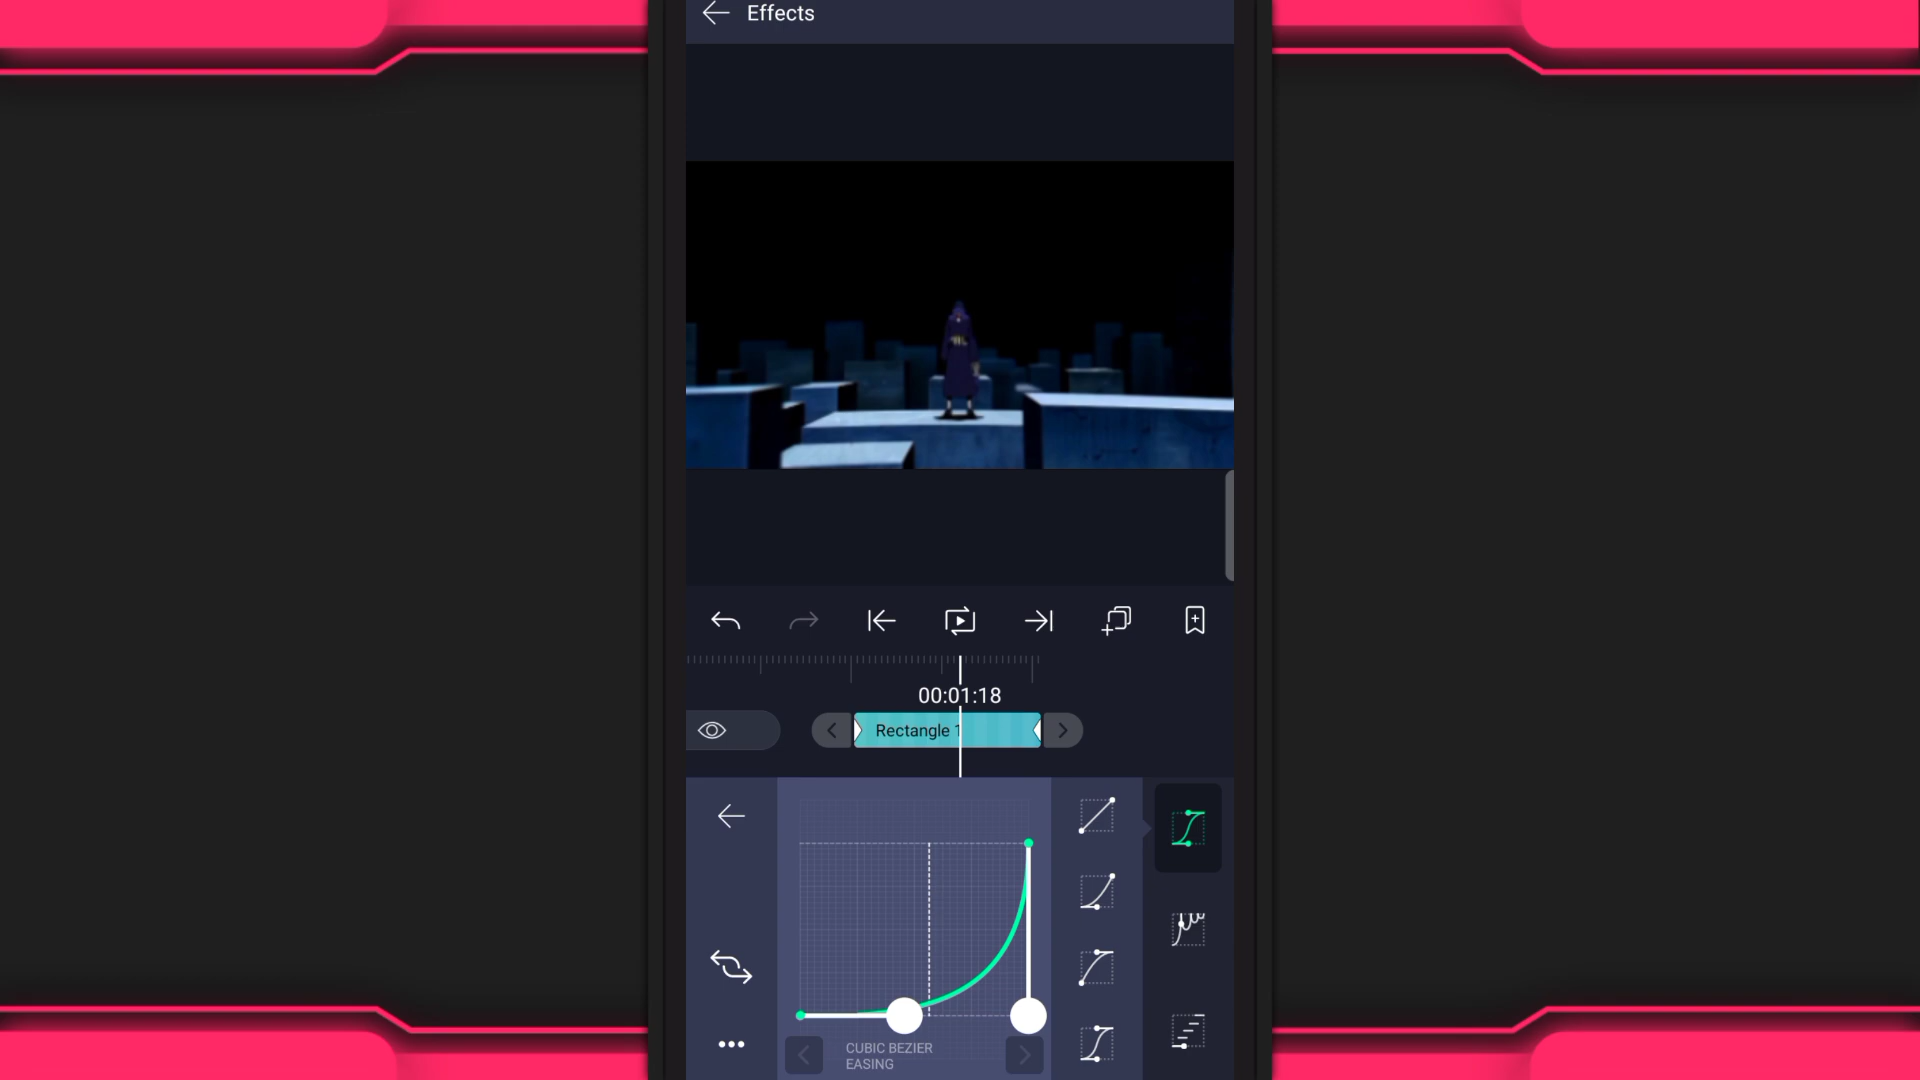 Effects
00:01:18
Rectangle 1
CUBIC BEZIER
EASING